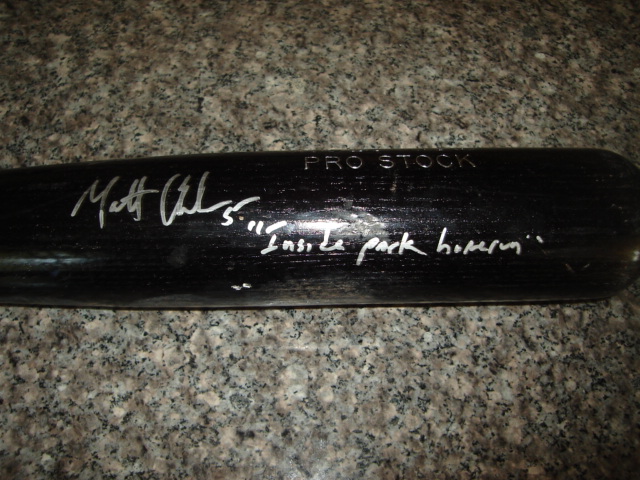 PRO STOCK
Matt 5
"Inside park homerun"